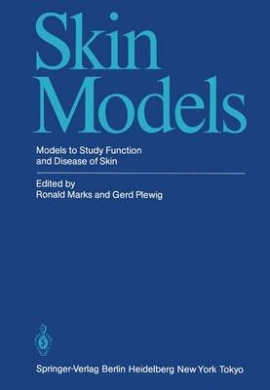 Skin
Models
Models to Study Function
and Disease of Skin
Edited by
Ronald Marks and Gerd Plewig
Springer-Verlag Berlin Heidelberg New York Tokyo